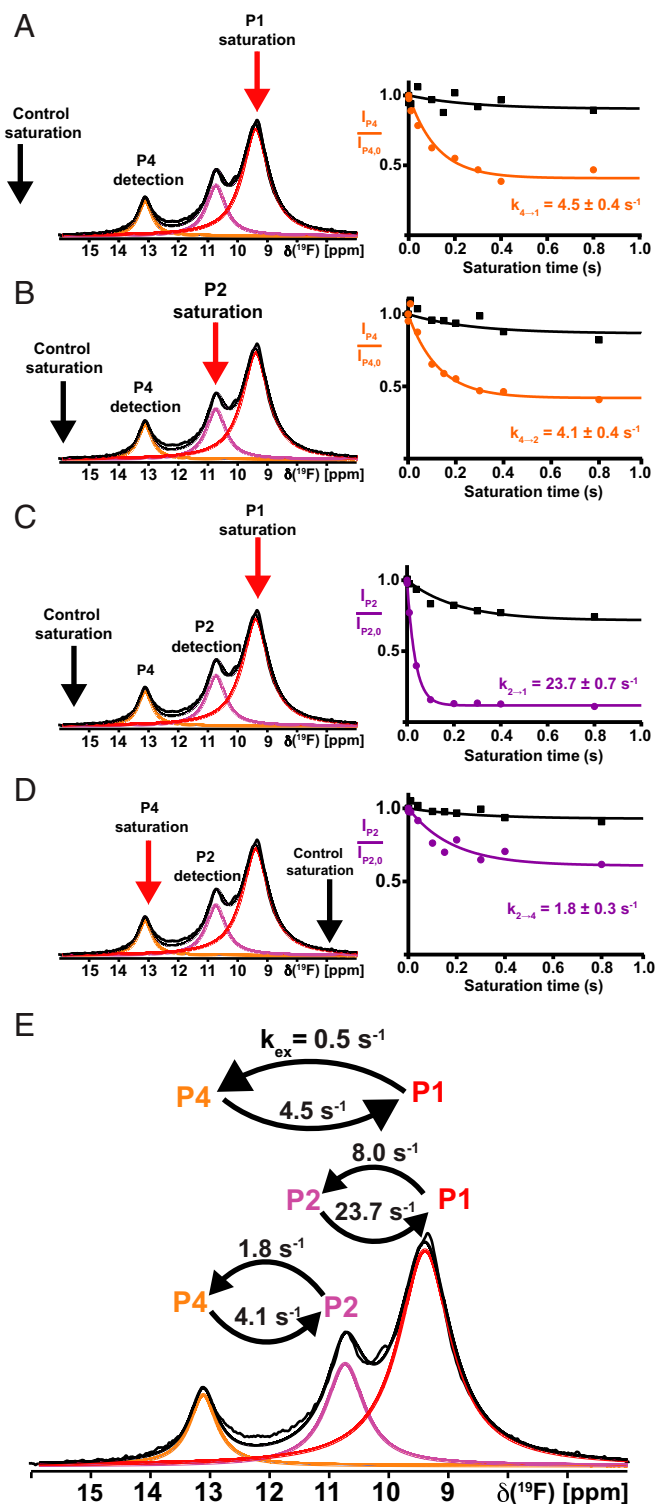 A
P1
saturation
Control
saturation
P4
detection
15 14 13 12 11 10 9 δ(¹⁹F) [ppm]
I_P4
I_P4,0
1.0
0.5
k₄→₁ = 4.5 ± 0.4 s⁻¹
0.0 0.2 0.4 0.6 0.8 1.0
Saturation time (s)
B
P2
saturation
Control
saturation
P4
detection
15 14 13 12 11 10 9 δ(¹⁹F) [ppm]
I_P4
I_P4,0
1.0
0.5
k₄→₂ = 4.1 ± 0.4 s⁻¹
0.0 0.2 0.4 0.6 0.8 1.0
Saturation time (s)
C
P1
saturation
Control
saturation
P4
P2
detection
15 14 13 12 11 10 9 δ(¹⁹F) [ppm]
I_P2
I_P2,0
1.0
0.5
k₂→₁ = 23.7 ± 0.7 s⁻¹
0.0 0.2 0.4 0.6 0.8 1.0
Saturation time (s)
D
P4
saturation
P2
detection
Control
saturation
15 14 13 12 11 10 9 δ(¹⁹F) [ppm]
I_P2
I_P2,0
1.0
0.5
k₂→₄ = 1.8 ± 0.3 s⁻¹
0.0 0.2 0.4 0.6 0.8 1.0
Saturation time (s)
E
k_ex = 0.5 s⁻¹
P4 P1
4.5 s⁻¹
8.0 s⁻¹
P2 P1
23.7 s⁻¹
1.8 s⁻¹
P4 P2
4.1 s⁻¹
15 14 13 12 11 10 9 δ(¹⁹F) [ppm]